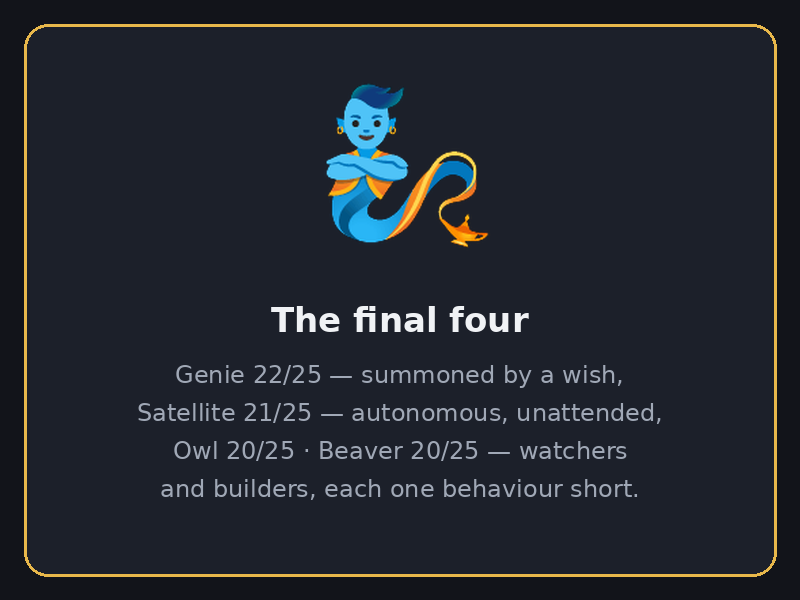 The final four
Genie 22/25 — summoned by a wish,
Satellite 21/25 — autonomous, unattended,
Owl 20/25 · Beaver 20/25 — watchers
and builders, each one behaviour short.